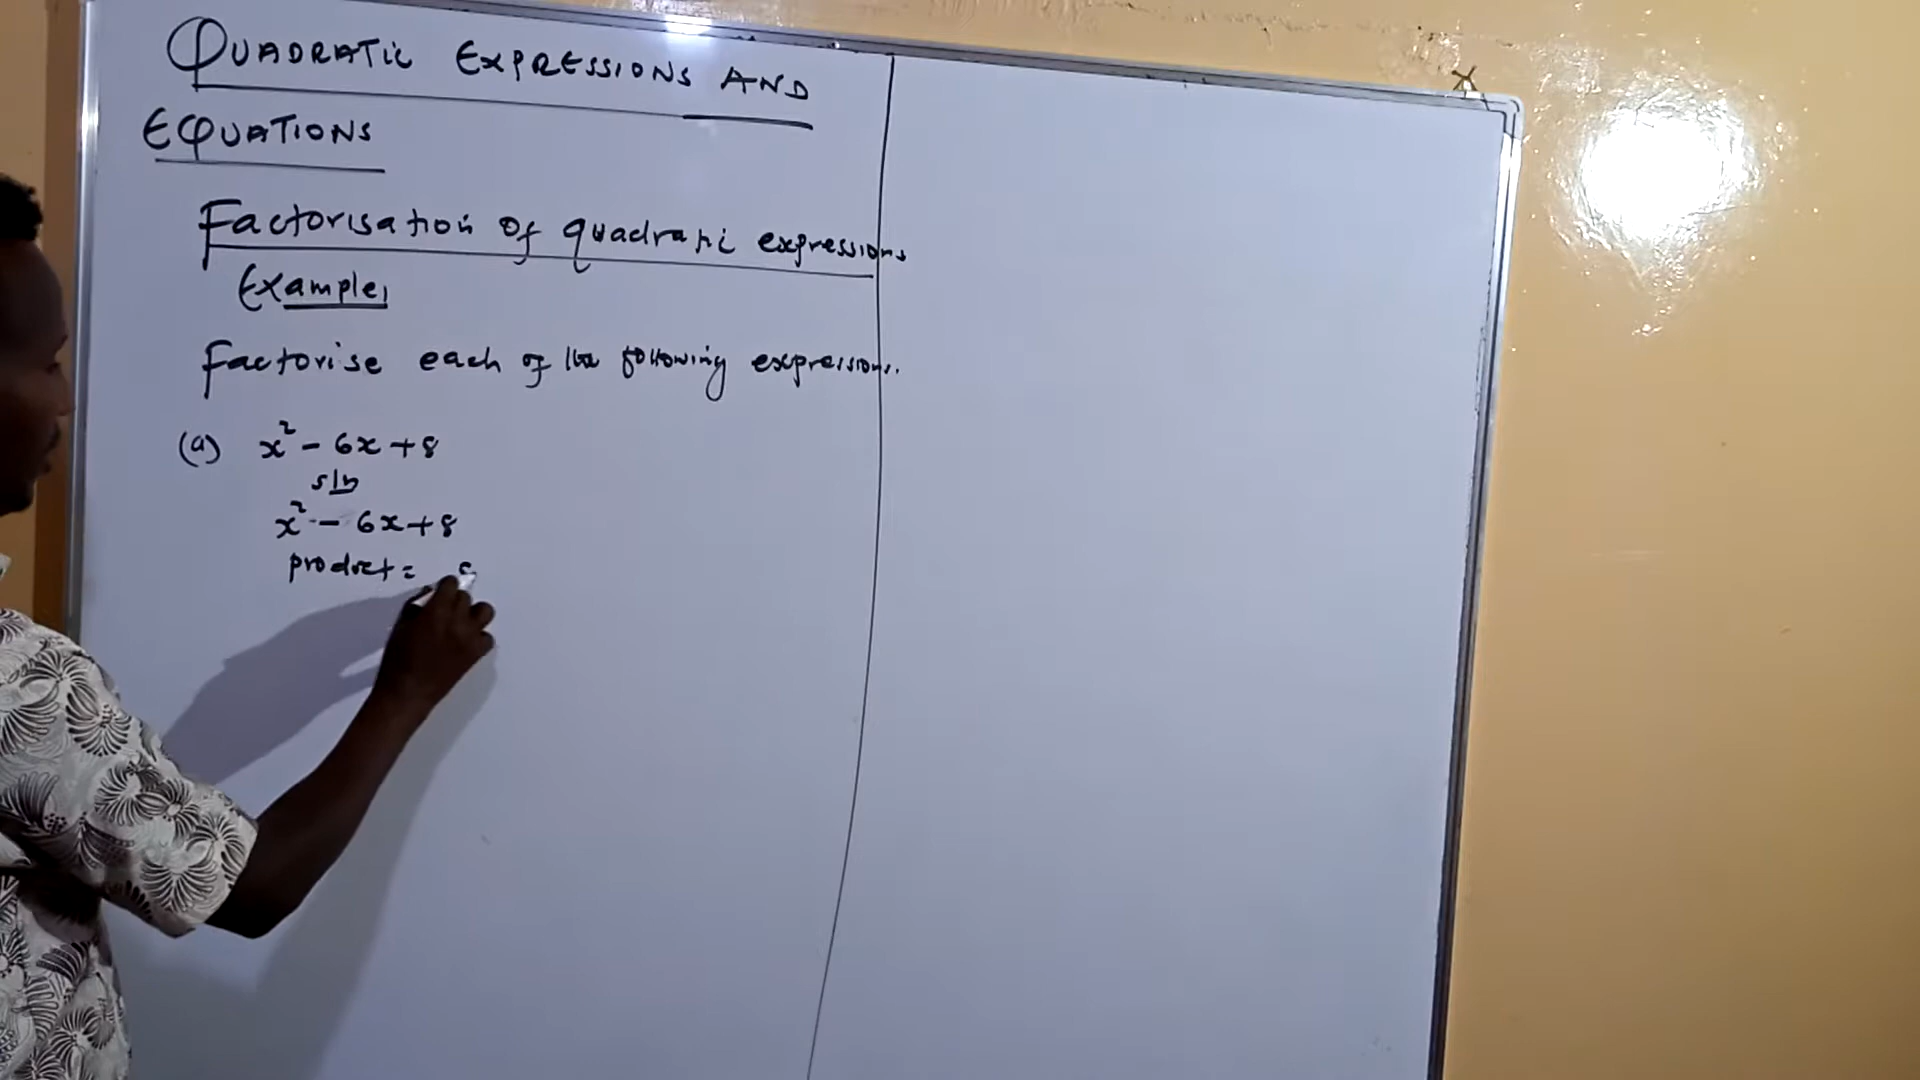 QUADRATIC EXPRESSIONS AND
EQUATIONS
Factorisation of quadratic expressions
Example,
Factorise each of the following expressions.
(a) x² - 6x + 8
sln
x² - 6x + 8
product =